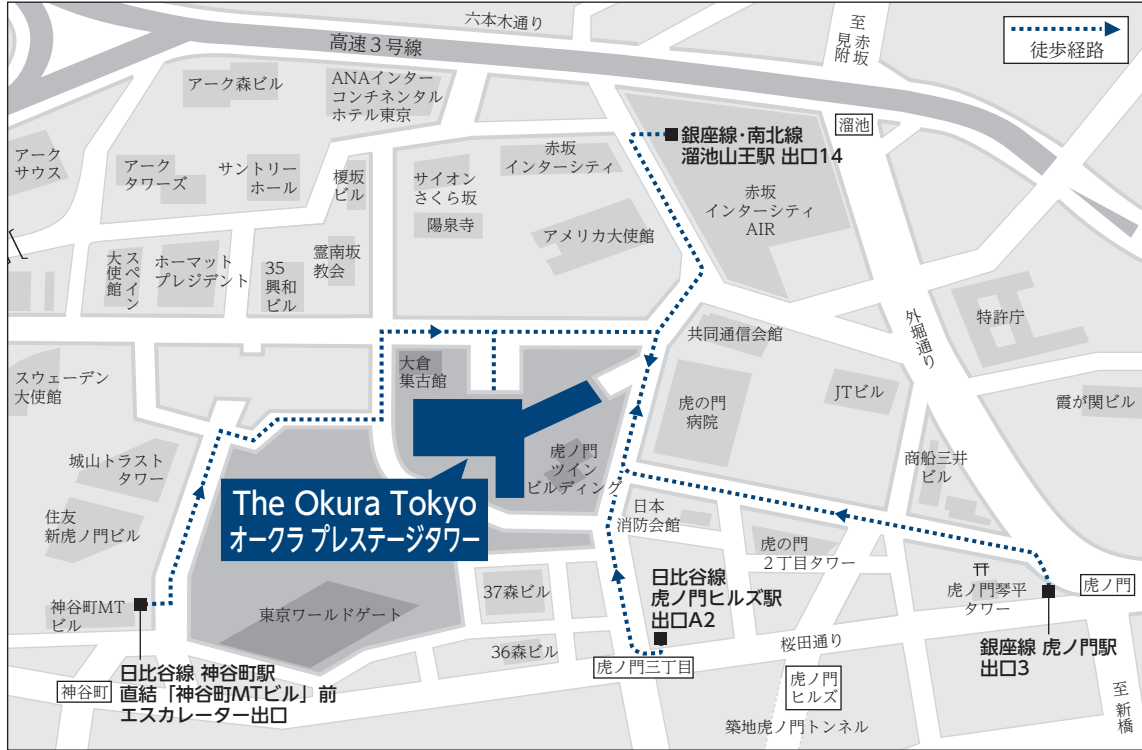 六本木通り
高速3号線
至 赤坂
見附
徒歩経路
アーク森ビル
ANAインター
コンチネンタル
ホテル東京
溜池
銀座線・南北線
溜池山王駅 出口14
アーク
サウス
アーク
タワーズ
サントリー
ホール
榎坂
ビル
サイオン
さくら坂
陽泉寺
赤坂
インターシティ
赤坂
インターシティ
AIR
アメリカ大使館
スペイン
大使館
ホーマット
プレジデント
35
興和
ビル
霊南坂
教会
外堀通り
特許庁
共同通信会館
大倉
集古館
スウェーデン
大使館
JTビル
霞が関ビル
虎の門
病院
城山トラスト
タワー
虎ノ門
ツイン
ビルディング
商船三井
ビル
The Okura Tokyo
オークラ プレステージタワー
住友
新虎ノ門ビル
日本
消防会館
虎の門
2丁目タワー
虎ノ門琴平
タワー
虎ノ門
神谷町MT
ビル
東京ワールドゲート
37森ビル
36森ビル
日比谷線
虎ノ門ヒルズ駅
出口A2
桜田通り
銀座線 虎ノ門駅
出口3
虎ノ門三丁目
虎ノ門
ヒルズ
神谷町
日比谷線 神谷町駅
直結「神谷町MTビル」前
エスカレーター出口
築地虎ノ門トンネル
至 新橋